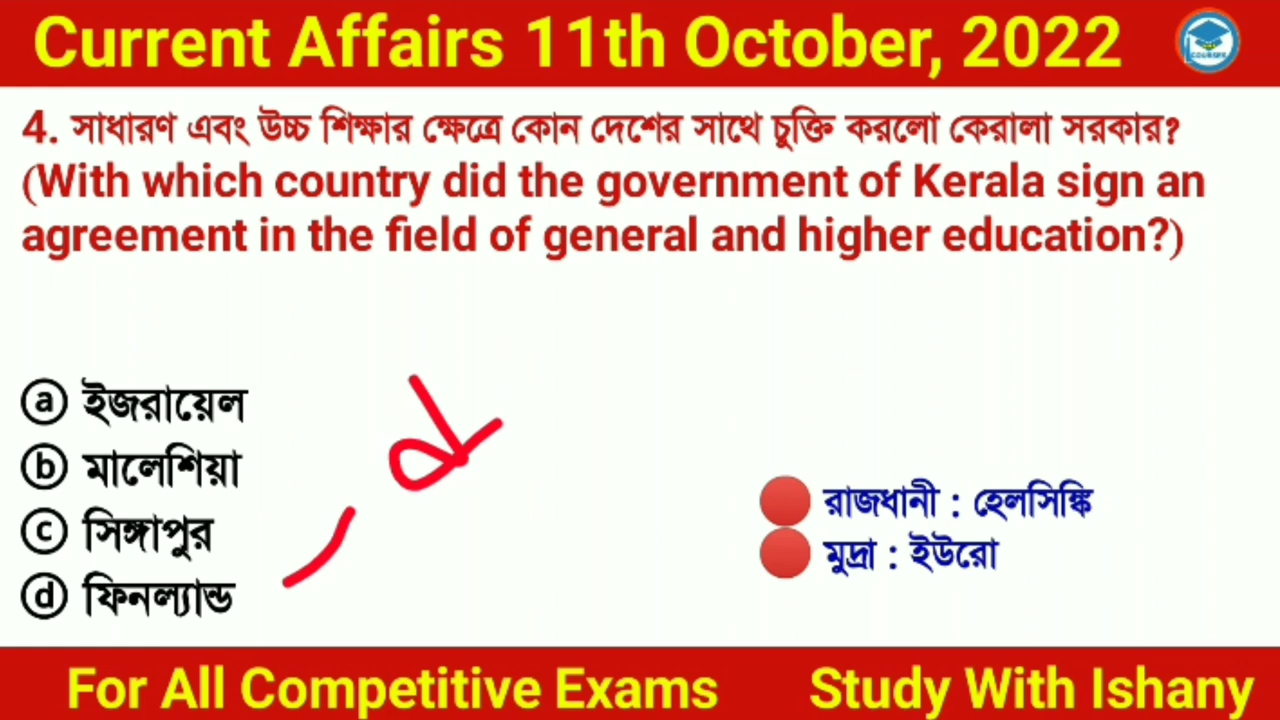 Current Affairs 11th October, 2022
4. সাধারণ এবং উচ্চ শিক্ষার ক্ষেত্রে কোন দেশের সাথে চুক্তি করলো কেরালা সরকার?
(With which country did the government of Kerala sign an
agreement in the field of general and higher education?)
ⓐ ইজরায়েল
ⓑ মালেশিয়া
ⓒ সিঙ্গাপুর
ⓓ ফিনল্যান্ড
d
রাজধানী : হেলসিঙ্কি
মুদ্রা : ইউরো
For All Competitive Exams Study With Ishany